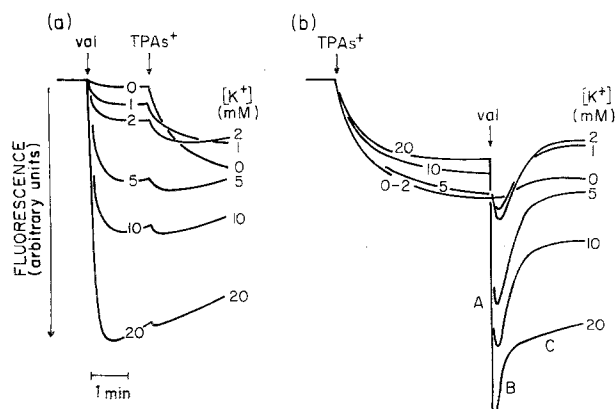 (a)
val
TPAs+
[K+]
(mM)
0
1
2
2
1
0
5
5
10
10
20
20
FLUORESCENCE
(arbitrary units)
1 min
(b)
TPAs+
val
[K+]
(mM)
20
10
5
0-2
2
1
0
5
10
20
A
B
C